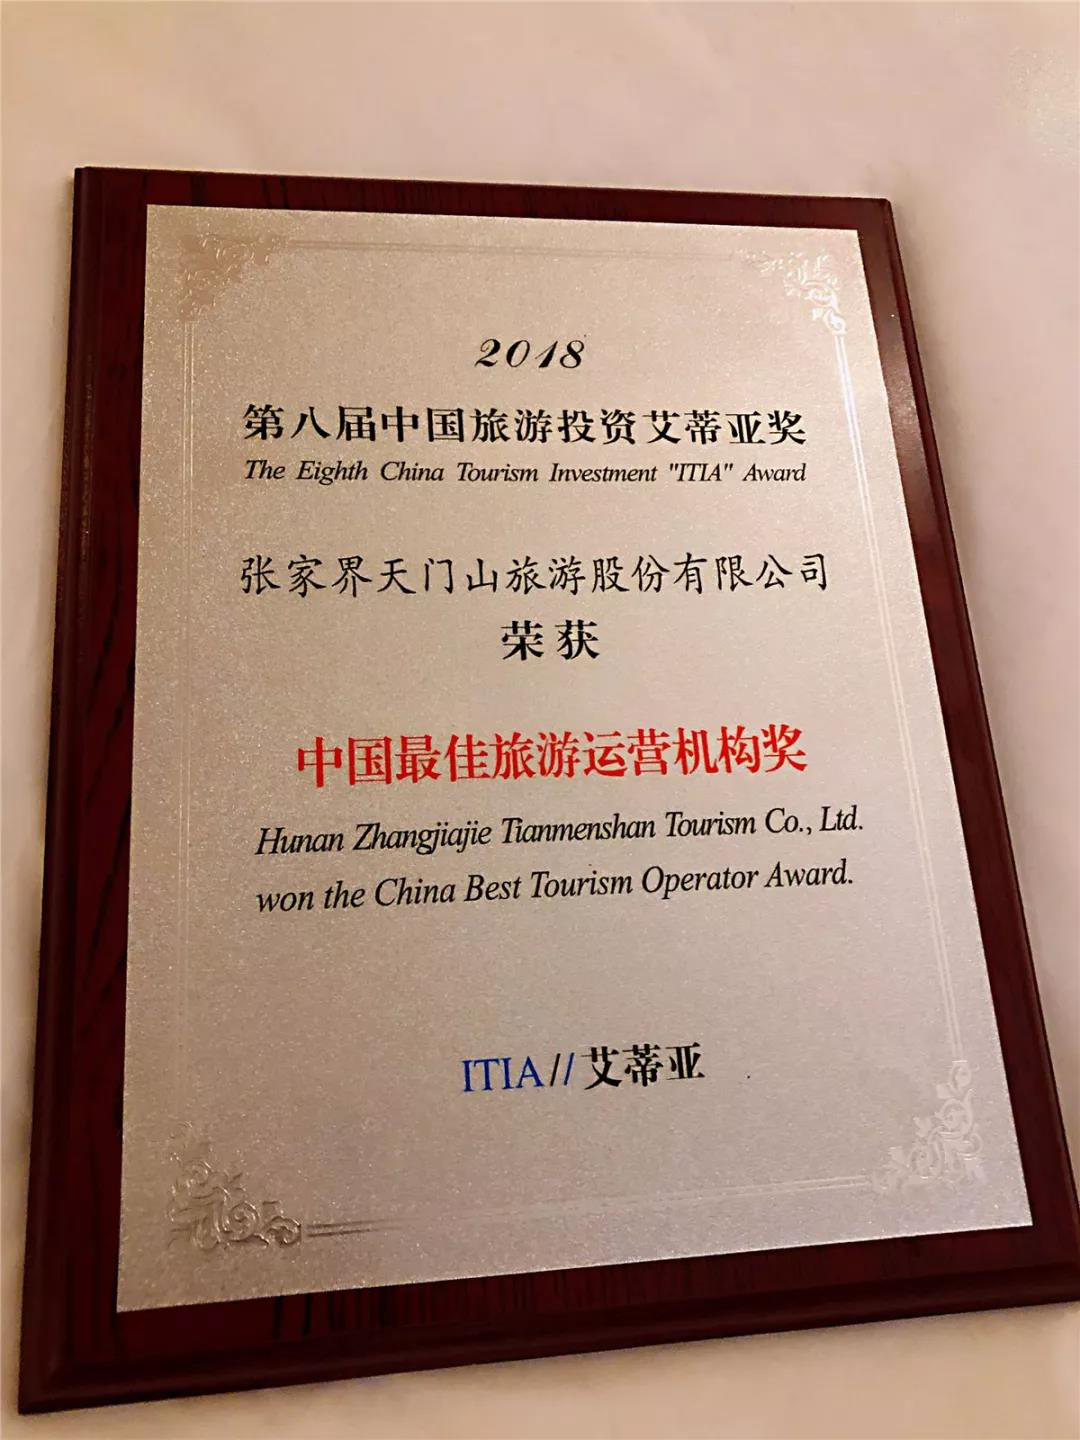 2018
第八届中国旅游投资艾蒂亚奖
The Eighth China Tourism Investment "ITIA" Award
张家界天门山旅游股份有限公司
荣获
中国最佳旅游运营机构奖
Hunan Zhangjiajie Tianmenshan Tourism Co., Ltd.
won the China Best Tourism Operator Award.
ITIA//艾蒂亚